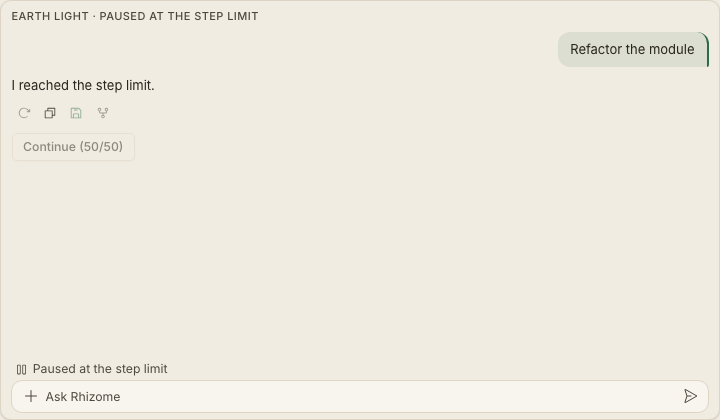 EARTH LIGHT · PAUSED AT THE STEP LIMIT
Refactor the module
I reached the step limit.
Continue (50/50)
Paused at the step limit
Ask Rhizome